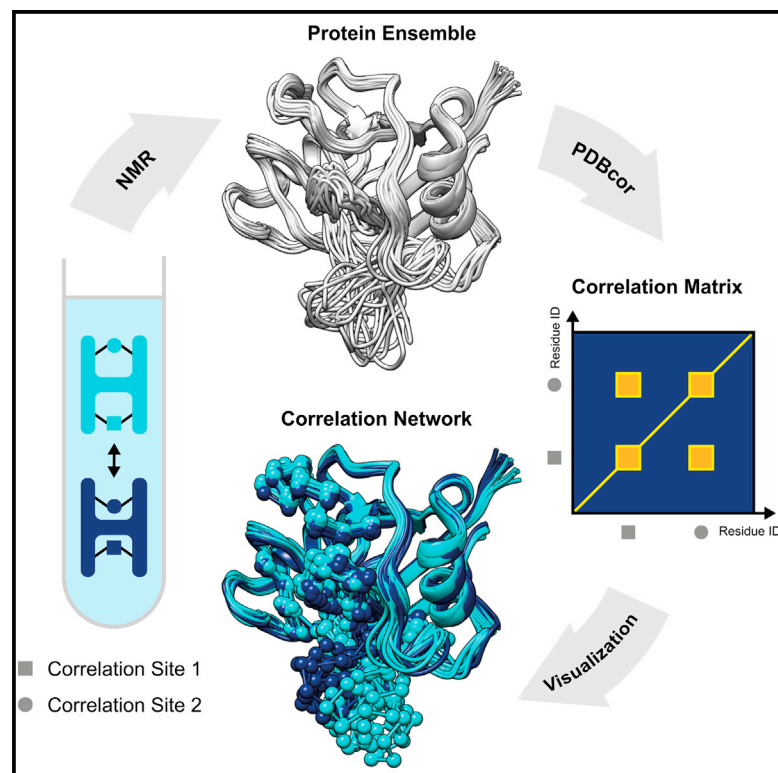 Protein Ensemble
NMR
PDBcor
Correlation Matrix
Residue ID
Residue ID
Correlation Network
Visualization
Correlation Site 1
Correlation Site 2